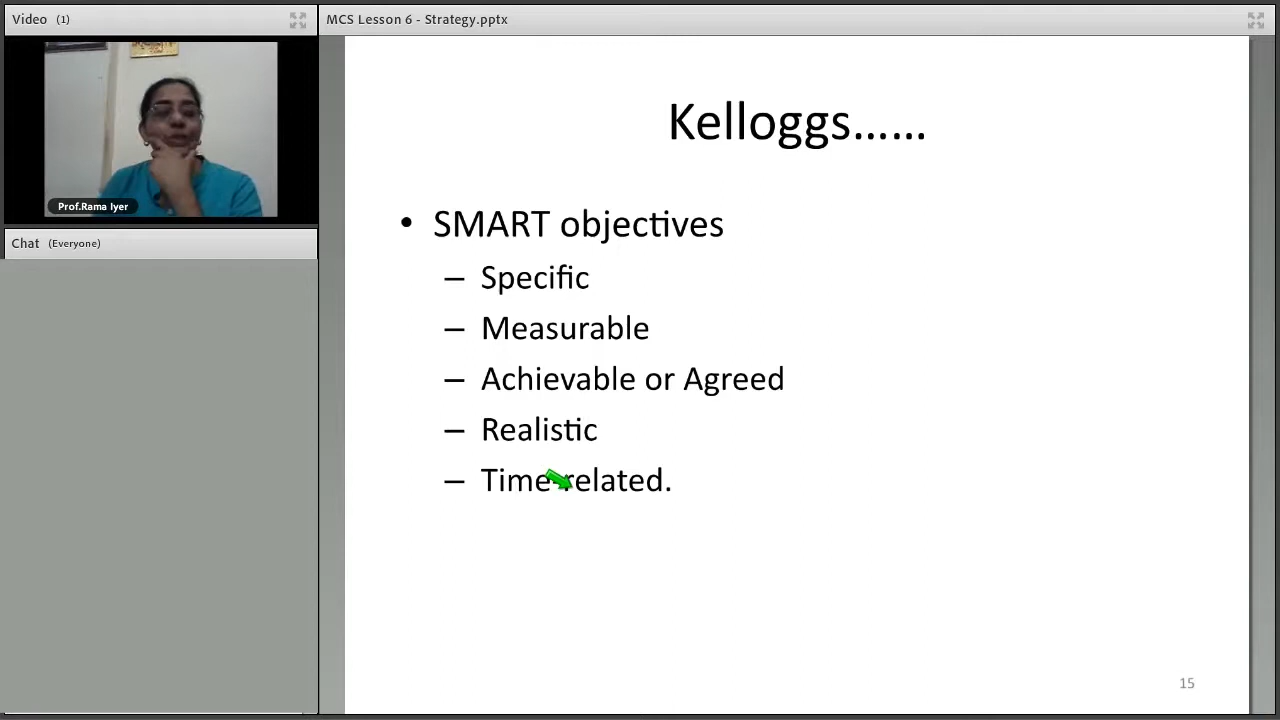 Video (1)
MCS Lesson 6 - Strategy.pptx
Prof.Rama Iyer
Chat (Everyone)
Kelloggs……
• SMART objectives
– Specific
– Measurable
– Achievable or Agreed
– Realistic
– Time related.
15